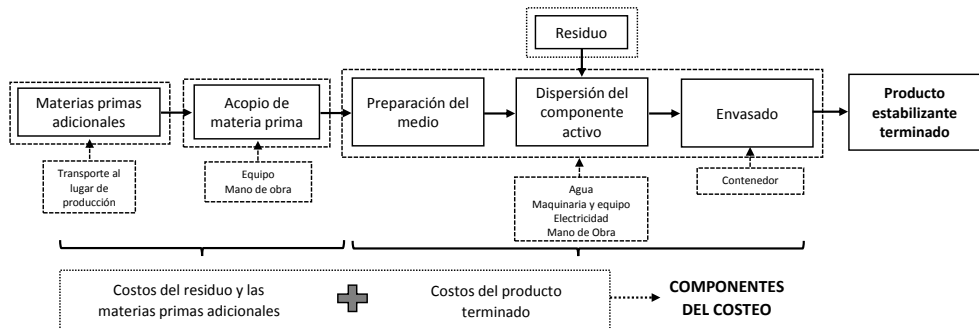 Residuo
Materias primas
adicionales
Acopio de
materia prima
Preparación del
medio
Dispersión del
componente
activo
Envasado
Producto
estabilizante
terminado
Transporte al
lugar de
producción
Equipo
Mano de obra
Agua
Maquinaria y equipo
Electricidad
Mano de Obra
Contenedor
Costos del residuo y las
materias primas adicionales
Costos del producto
terminado
COMPONENTES
DEL COSTEO